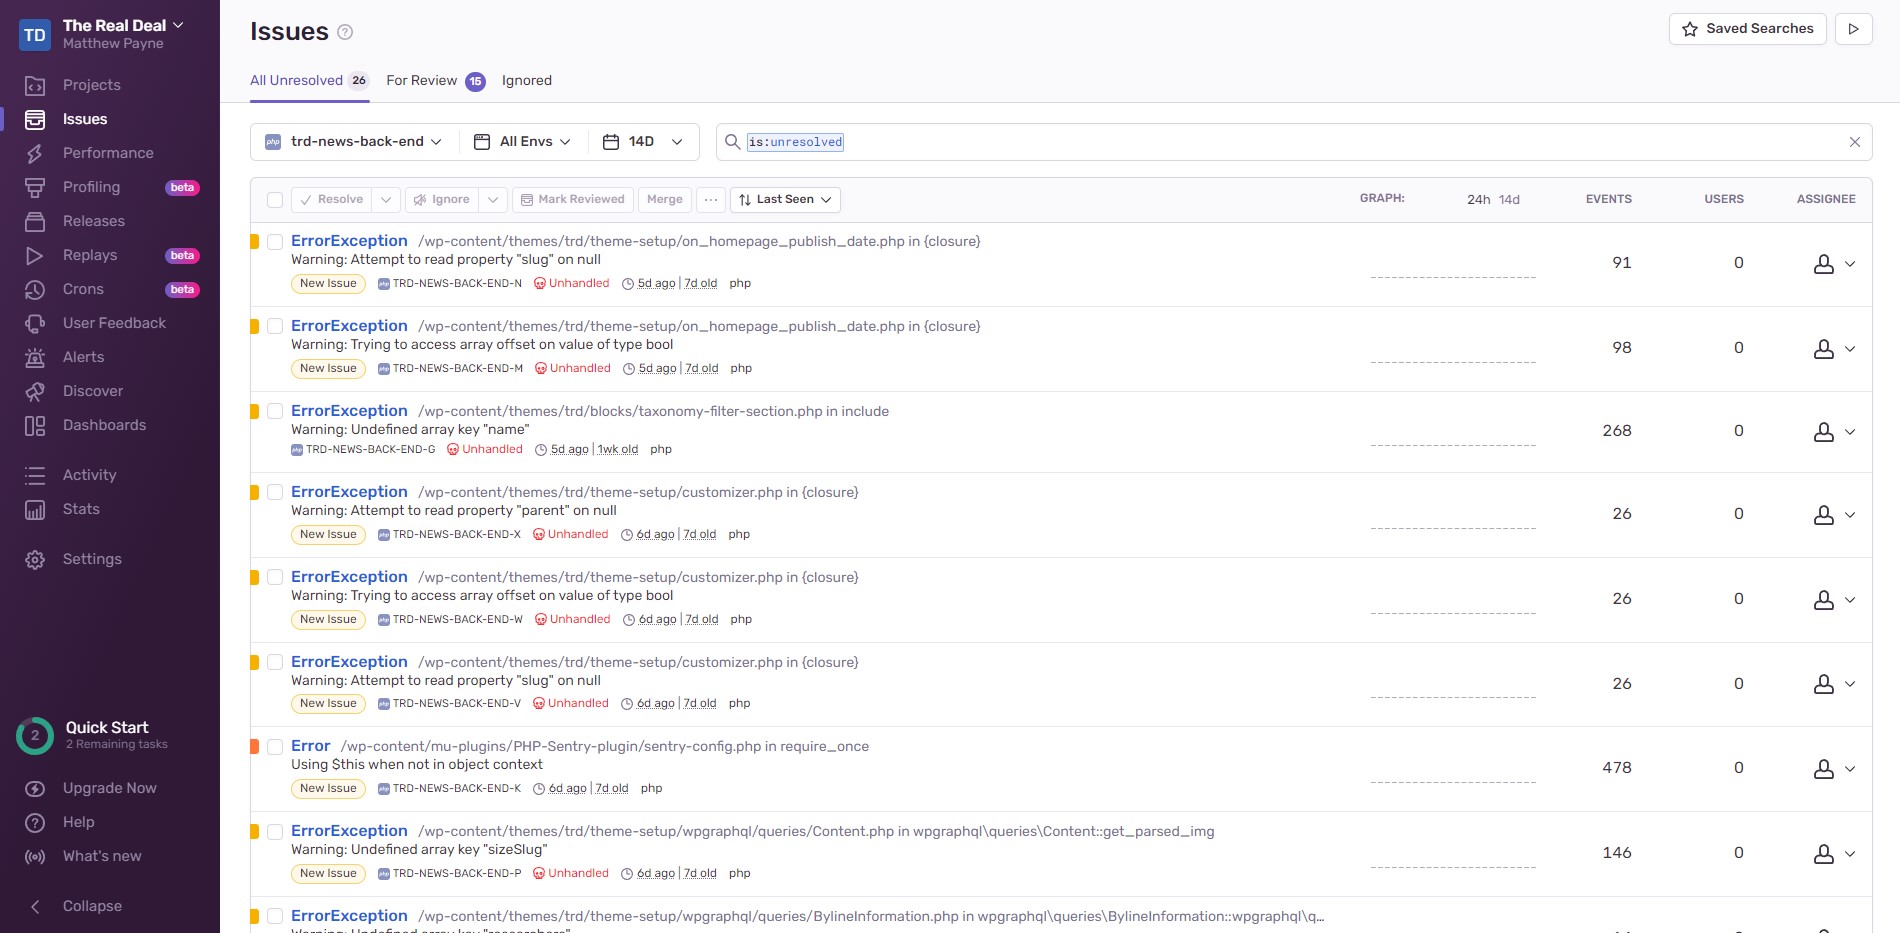 TD
The Real Deal
Matthew Payne
Projects
Issues
Performance
Profiling beta
Releases
Replays beta
Crons beta
User Feedback
Alerts
Discover
Dashboards
Activity
Stats
Settings
2 Quick Start
2 Remaining tasks
Upgrade Now
Help
What's new
Collapse
Issues ?
Saved Searches
All Unresolved 26 For Review 15 Ignored
php trd-news-back-end All Envs 14D is:unresolved
Resolve Ignore Mark Reviewed Merge ... Last Seen GRAPH: 24h 14d EVENTS USERS ASSIGNEE
ErrorException /wp-content/themes/trd/theme-setup/on_homepage_publish_date.php in {closure}
Warning: Attempt to read property "slug" on null
New Issue php TRD-NEWS-BACK-END-N Unhandled 5d ago | 7d old php
91 0
ErrorException /wp-content/themes/trd/theme-setup/on_homepage_publish_date.php in {closure}
Warning: Trying to access array offset on value of type bool
New Issue php TRD-NEWS-BACK-END-M Unhandled 5d ago | 7d old php
98 0
ErrorException /wp-content/themes/trd/blocks/taxonomy-filter-section.php in include
Warning: Undefined array key "name"
php TRD-NEWS-BACK-END-G Unhandled 5d ago | 1wk old php
268 0
ErrorException /wp-content/themes/trd/theme-setup/customizer.php in {closure}
Warning: Attempt to read property "parent" on null
New Issue php TRD-NEWS-BACK-END-X Unhandled 6d ago | 7d old php
26 0
ErrorException /wp-content/themes/trd/theme-setup/customizer.php in {closure}
Warning: Trying to access array offset on value of type bool
New Issue php TRD-NEWS-BACK-END-W Unhandled 6d ago | 7d old php
26 0
ErrorException /wp-content/themes/trd/theme-setup/customizer.php in {closure}
Warning: Attempt to read property "slug" on null
New Issue php TRD-NEWS-BACK-END-V Unhandled 6d ago | 7d old php
26 0
Error /wp-content/mu-plugins/PHP-Sentry-plugin/sentry-config.php in require_once
Using $this when not in object context
New Issue php TRD-NEWS-BACK-END-K 6d ago | 7d old php
478 0
ErrorException /wp-content/themes/trd/theme-setup/wpgraphql/queries/Content.php in wpgraphql\queries\Content::get_parsed_img
Warning: Undefined array key "sizeSlug"
New Issue php TRD-NEWS-BACK-END-P Unhandled 6d ago | 7d old php
146 0
ErrorException /wp-content/themes/trd/theme-setup/wpgraphql/queries/BylineInformation.php in wpgraphql\queries\BylineInformation::wpgraphql\q...
Warning: Undefined array key